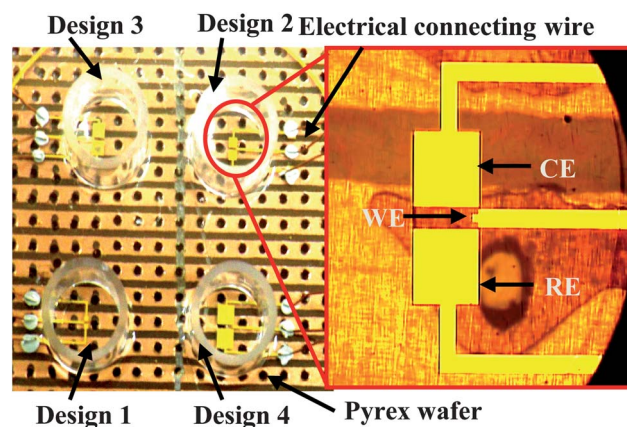 Design 3
Design 2
Electrical connecting wire
CE
WE
RE
Design 1
Design 4
Pyrex wafer